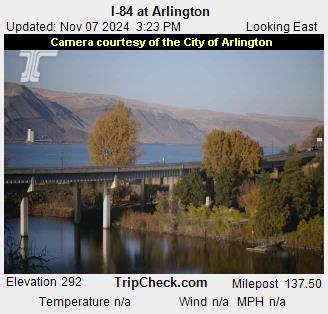 I-84 at Arlington
Updated: Nov 07 2024 3:23 PM Looking East
Camera courtesy of the City of Arlington
Elevation 292 TripCheck.com Milepost 137.50
Temperature n/a Wind n/a MPH n/a